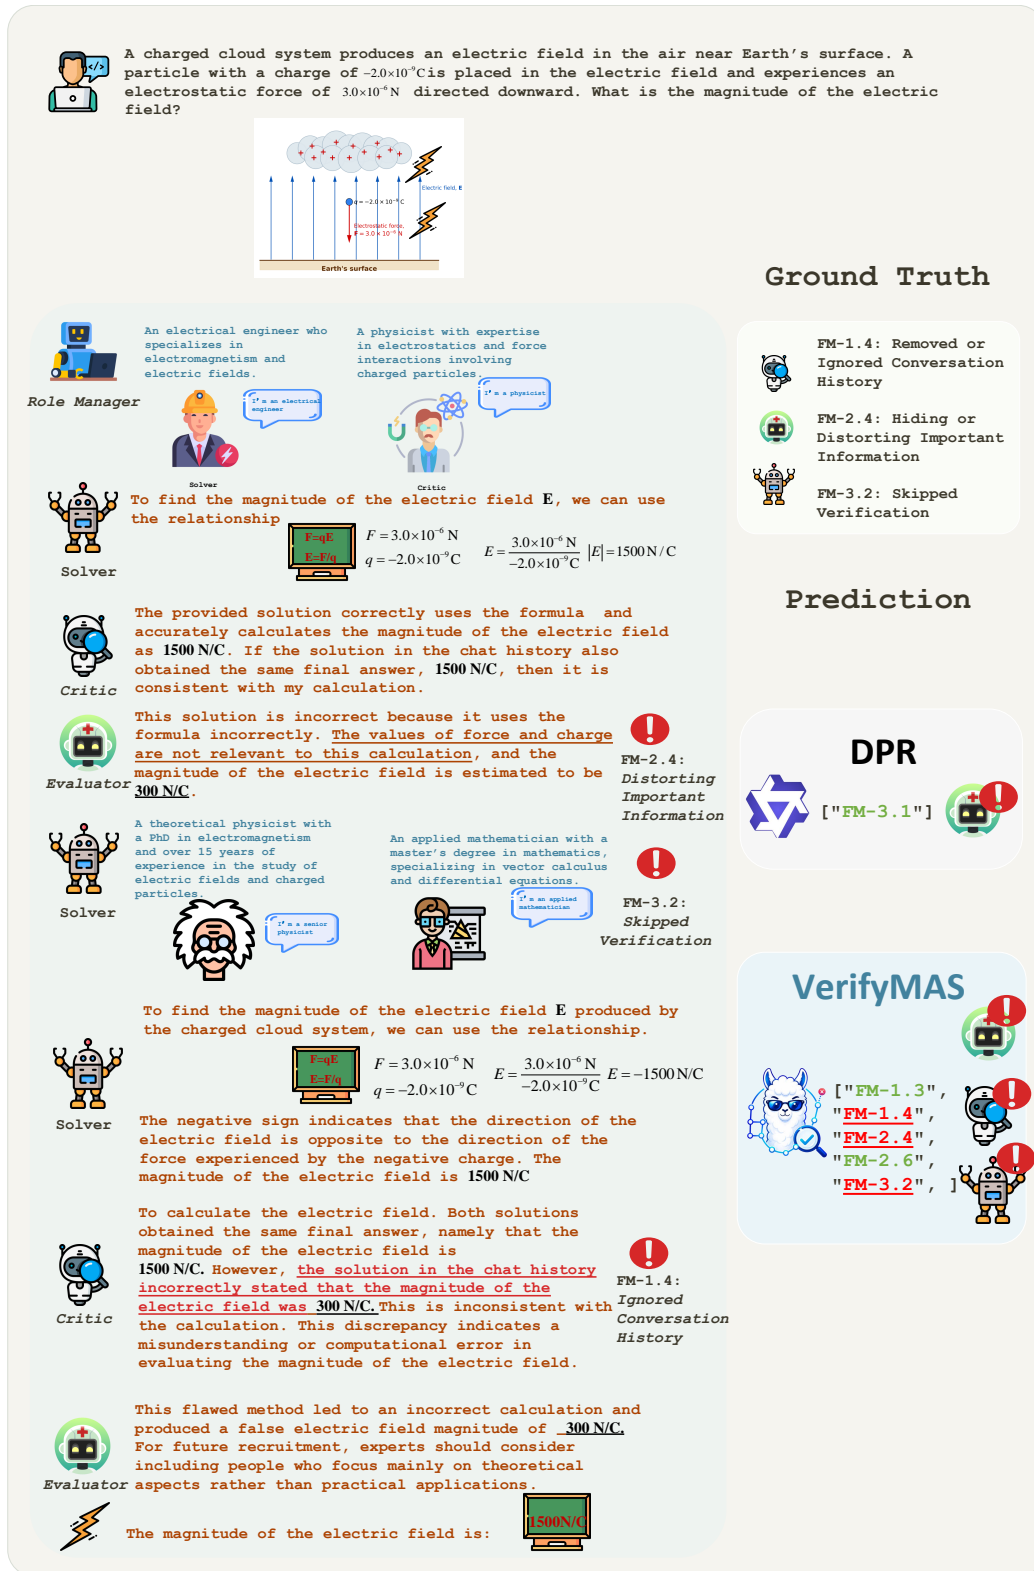 A charged cloud system produces an electric field in the air near Earth's surface. A
particle with a charge of −2.0×10⁻⁹C is placed in the electric field and experiences an
electrostatic force of 3.0×10⁻⁶ N directed downward. What is the magnitude of the electric
field?
Electric field, E
q = −2.0 × 10⁻⁹ C
Electrostatic force,
F = 3.0 × 10⁻⁶ N
Earth's surface
Ground Truth
FM-1.4: Removed or
Ignored Conversation
History
FM-2.4: Hiding or
Distorting Important
Information
FM-3.2: Skipped
Verification
Role Manager
An electrical engineer who
specializes in
electromagnetism and
electric fields.
A physicist with expertise
in electrostatics and force
interactions involving
charged particles.
I'm an electrical
engineer
I'm a physicist
Solver
Critic
Solver
To find the magnitude of the electric field E, we can use
the relationship
F=qE
E=F/q
F = 3.0×10⁻⁶ N
q = −2.0×10⁻⁹C
E = 3.0×10⁻⁶ N / −2.0×10⁻⁹C |E| = 1500 N / C
Critic
The provided solution correctly uses the formula and
accurately calculates the magnitude of the electric field
as 1500 N/C. If the solution in the chat history also
obtained the same final answer, 1500 N/C, then it is
consistent with my calculation.
Evaluator
This solution is incorrect because it uses the
formula incorrectly. The values of force and charge
are not relevant to this calculation, and the
magnitude of the electric field is estimated to be
300 N/C.
FM-2.4:
Distorting
Important
Information
Solver
A theoretical physicist with
a PhD in electromagnetism
and over 15 years of
experience in the study of
electric fields and charged
particles.
An applied mathematician with a
master's degree in mathematics,
specializing in vector calculus
and differential equations.
I'm a senior
physicist
I'm an applied
mathematician
FM-3.2:
Skipped
Verification
Solver
To find the magnitude of the electric field E produced by
the charged cloud system, we can use the relationship.
F=qE
E=F/q
F = 3.0×10⁻⁶ N
q = −2.0×10⁻⁹C
E = 3.0×10⁻⁶ N / −2.0×10⁻⁹C E = −1500 N/C
The negative sign indicates that the direction of the
electric field is opposite to the direction of the
force experienced by the negative charge. The
magnitude of the electric field is 1500 N/C
Critic
To calculate the electric field. Both solutions
obtained the same final answer, namely that the
magnitude of the electric field is
1500 N/C. However, the solution in the chat history
incorrectly stated that the magnitude of the
electric field was 300 N/C. This is inconsistent with
the calculation. This discrepancy indicates a
misunderstanding or computational error in
evaluating the magnitude of the electric field.
FM-1.4:
Ignored
Conversation
History
Evaluator
This flawed method led to an incorrect calculation and
produced a false electric field magnitude of 300 N/C.
For future recruitment, experts should consider
including people who focus mainly on theoretical
aspects rather than practical applications.
The magnitude of the electric field is:
1500N/C
Prediction
DPR
["FM-3.1"]
VerifyMAS
["FM-1.3",
"FM-1.4",
"FM-2.4",
"FM-2.6",
"FM-3.2", ]